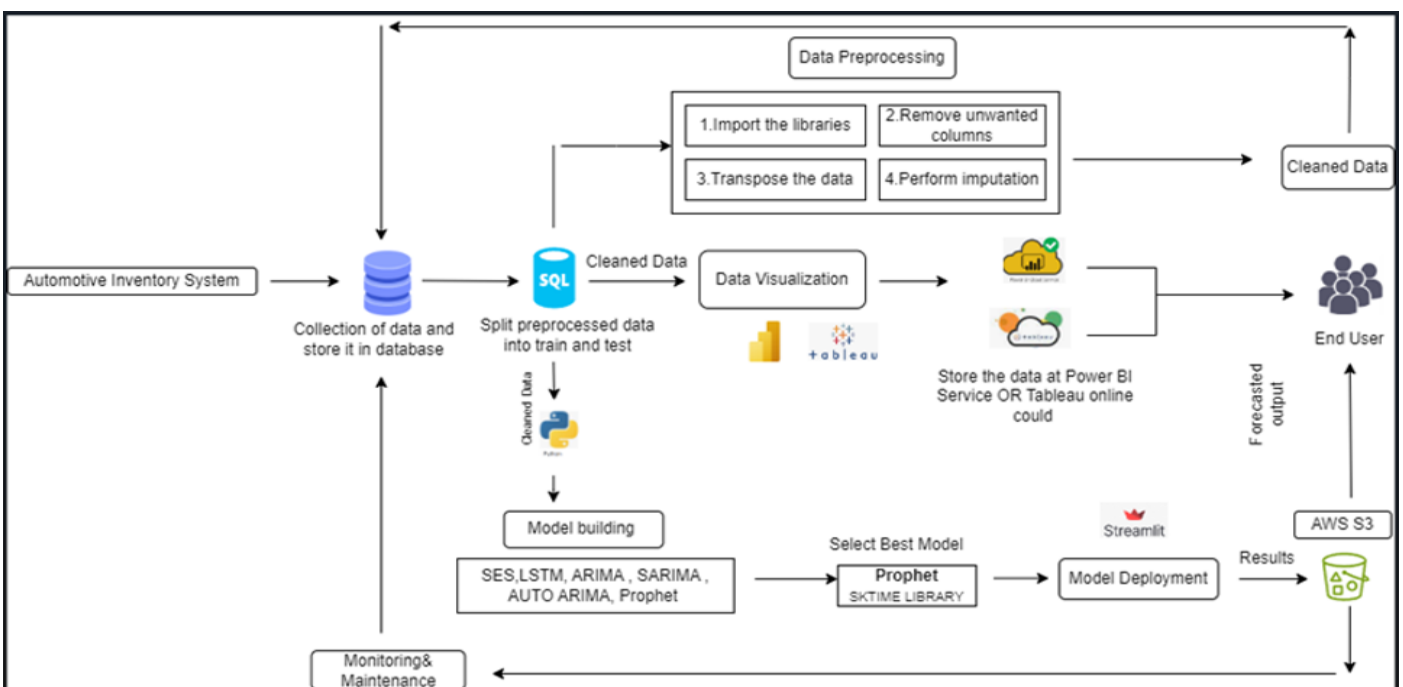 Data Preprocessing
1.Import the libraries
2.Remove unwanted
columns
3.Transpose the data
4.Perform imputation
Cleaned Data
Automotive Inventory System
Collection of data and
store it in database
SQL
Split preprocessed data
into train and test
Cleaned Data
Data Visualization
tableau
Store the data at Power BI
Service OR Tableau online
could
End User
Forecasted
output
Cleaned Data
Python
Model building
SES,LSTM, ARIMA , SARIMA ,
AUTO ARIMA, Prophet
Select Best Model
Prophet
SKTIME LIBRARY
Streamlit
Model Deployment
Results
AWS S3
Monitoring&
Maintenance